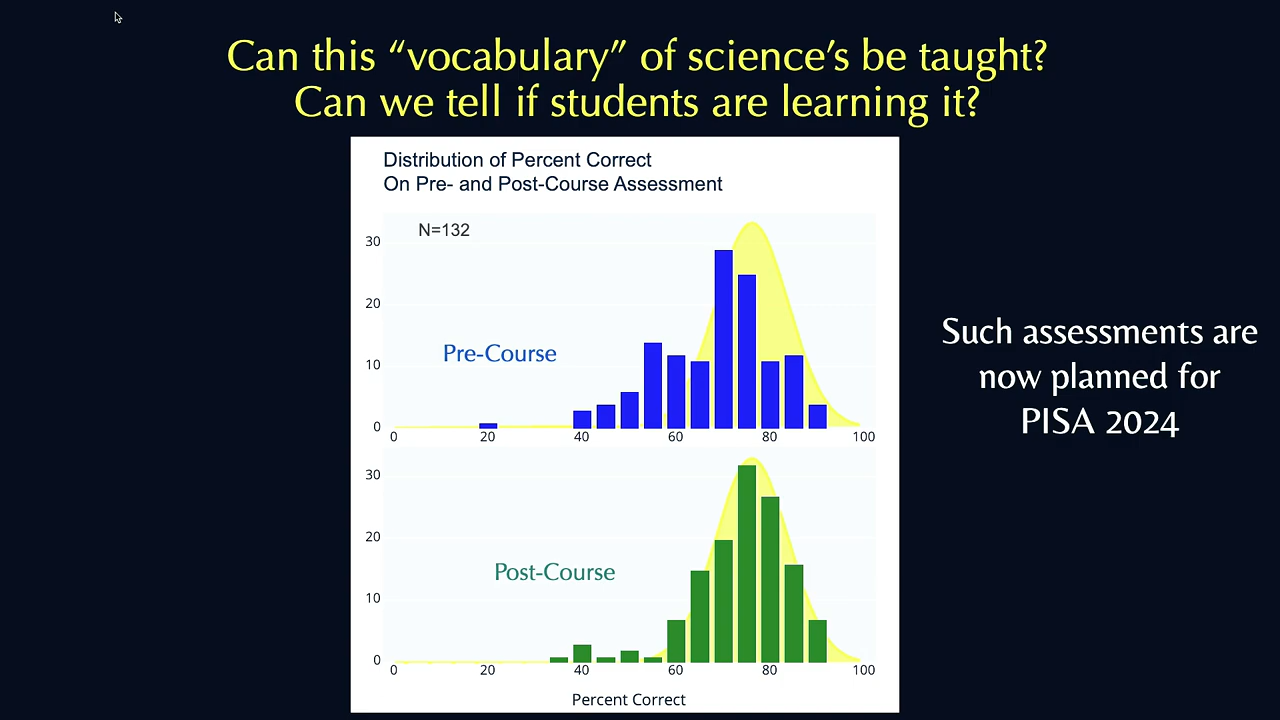 Can this “vocabulary” of science’s be taught?
Can we tell if students are learning it?
Distribution of Percent Correct
On Pre- and Post-Course Assessment
N=132
30
20
10
0
Pre-Course
0 20 40 60 80 100
30
20
10
0
Post-Course
0 20 40 60 80 100
Percent Correct
Such assessments are
now planned for
PISA 2024